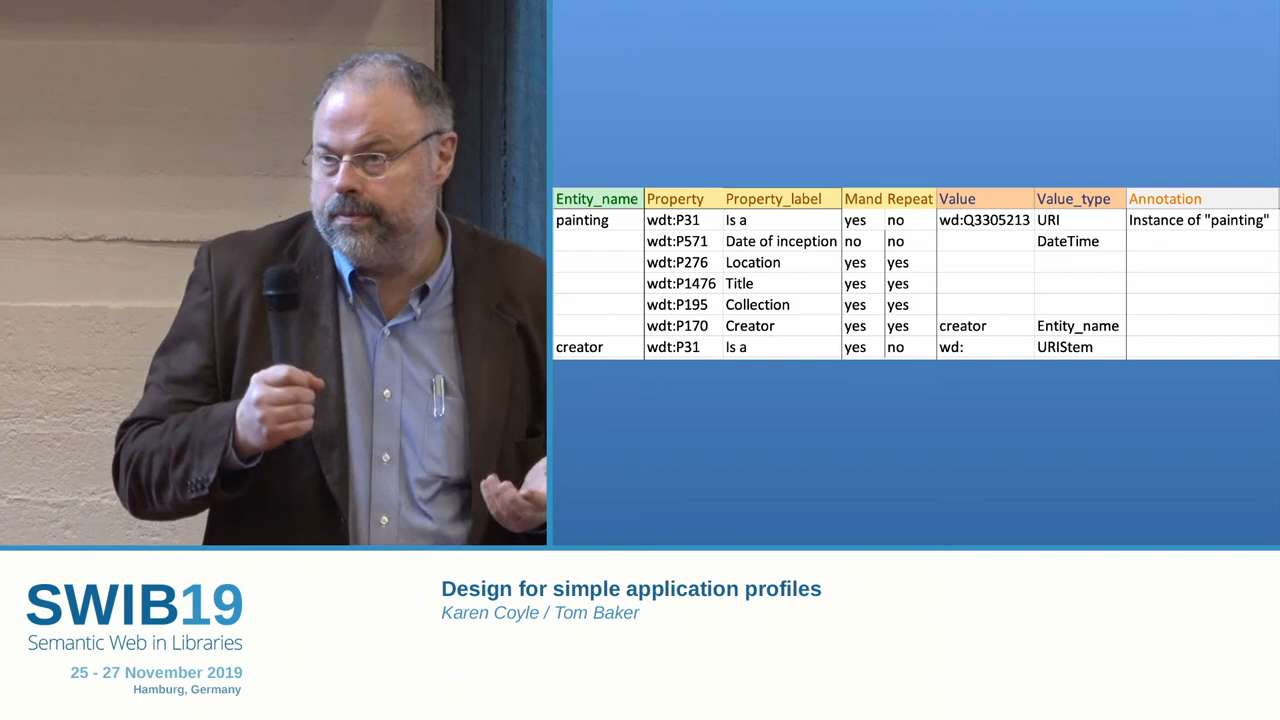 Entity_name Property Property_label Mand Repeat Value Value_type Annotation
painting wdt:P31 Is a yes no wd:Q3305213 URI Instance of "painting"
wdt:P571 Date of inception no no DateTime
wdt:P276 Location yes yes
wdt:P1476 Title yes yes
wdt:P195 Collection yes yes
wdt:P170 Creator yes yes creator Entity_name
creator wdt:P31 Is a yes no wd: URIStem
SWIB19
Semantic Web in Libraries
25 - 27 November 2019
Hamburg, Germany
Design for simple application profiles
Karen Coyle / Tom Baker